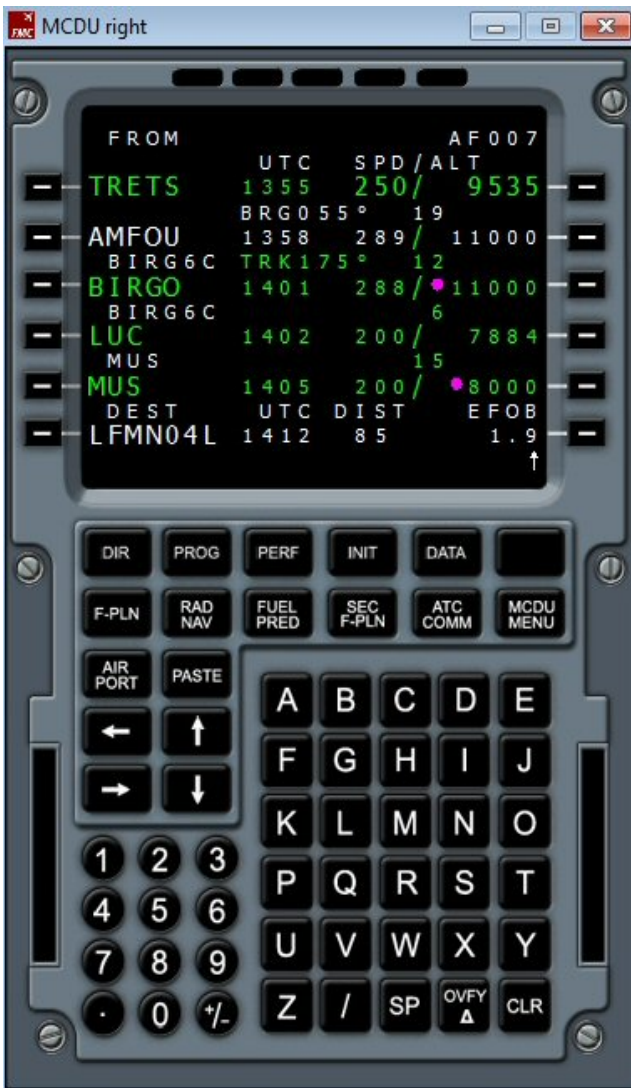 FMC MCDU right
FROM AF007
UTC SPD/ALT
TRETS 1355 250/ 9535
BRG055° 19
AMFOU 1358 289/ 11000
BIRG6C TRK175° 12
BIRGO 1401 288/ 11000
BIRG6C 6
LUC 1402 200/ 7884
MUS 15
MUS 1405 200/ 8000
DEST UTC DIST EFOB
LFMN04L 1412 85 1.9
↑
DIR PROG PERF INIT DATA
F-PLN RAD NAV FUEL PRED SEC F-PLN ATC COMM MCDU MENU
AIR PORT PASTE
← ↑
→ ↓
A B C D E
F G H I J
K L M N O
1 2 3
P Q R S T
4 5 6
U V W X Y
7 8 9
Z / SP OVFY Δ CLR
. 0 +/-